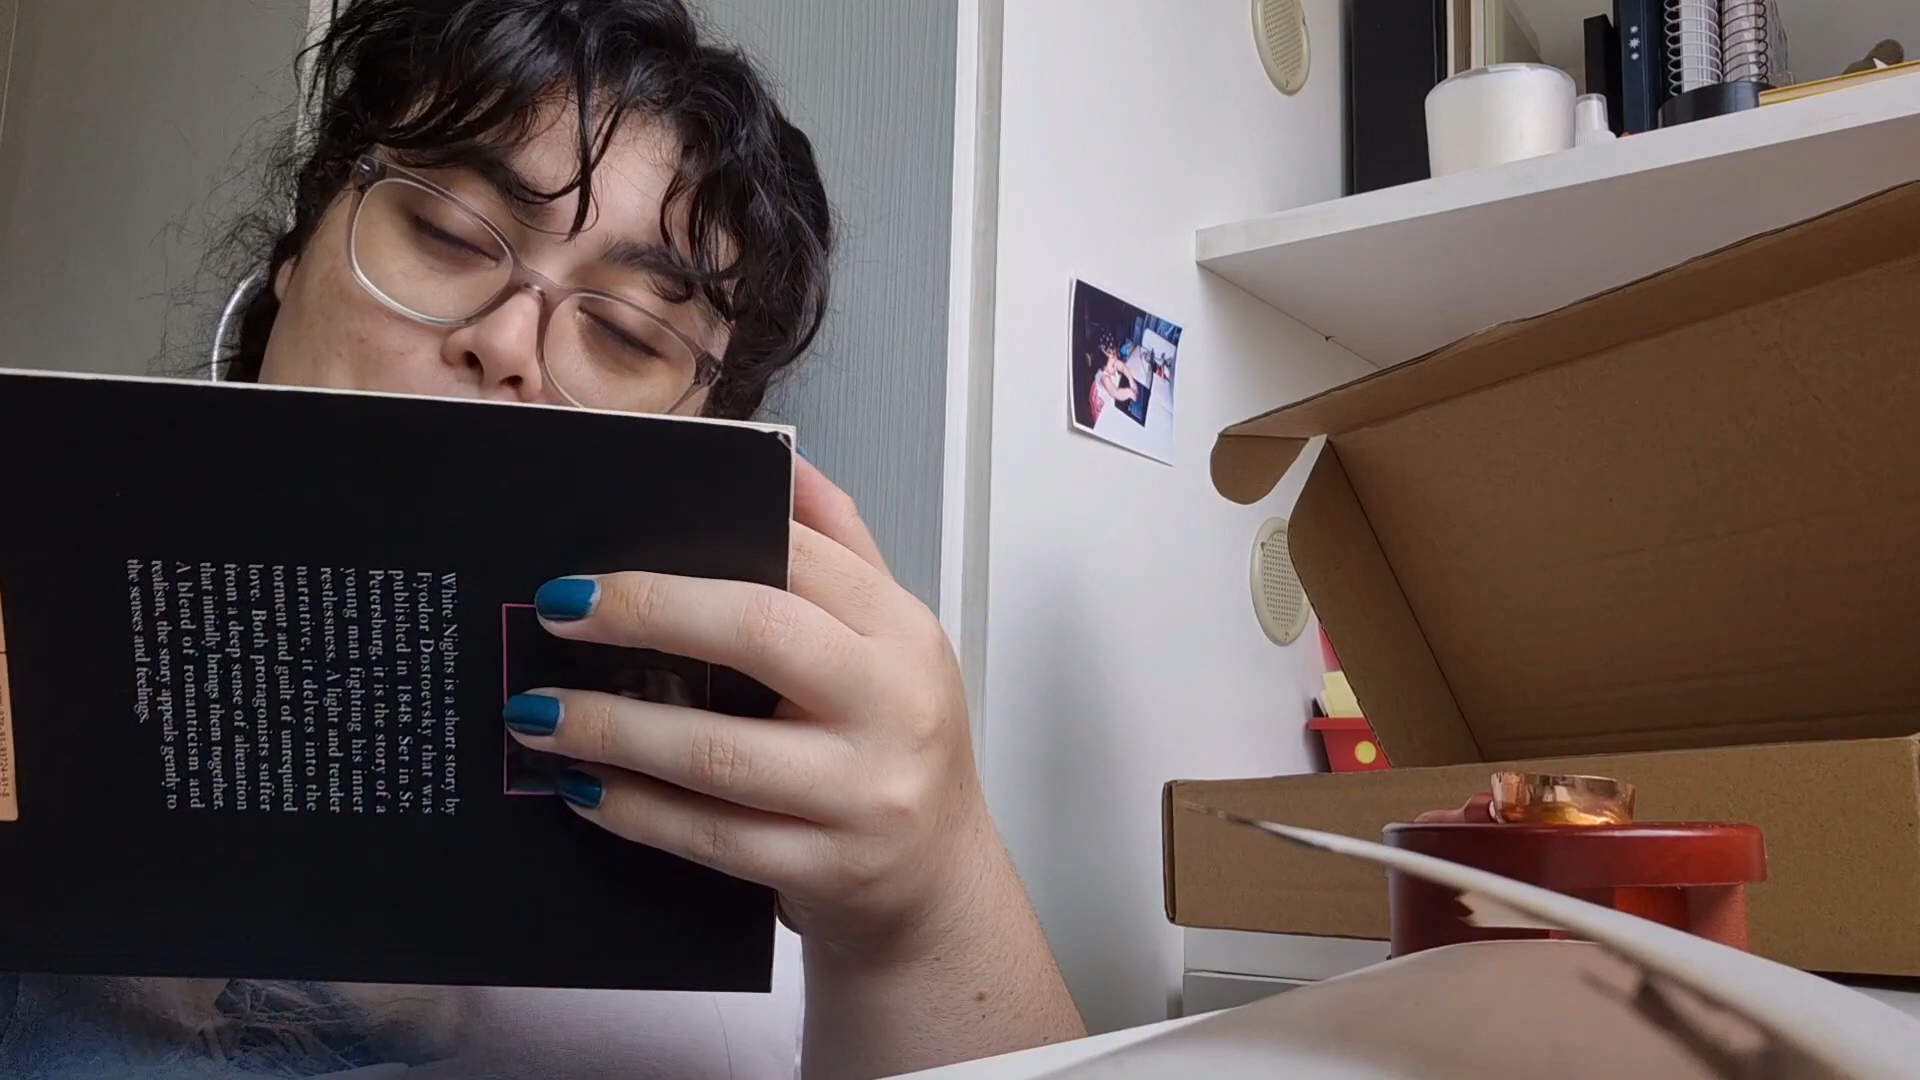 White Nights is a short story by
Fyodor Dostoevsky that was
published in 1848. Set in St.
Petersburg, it is the story of a
young man fighting his inner
restlessness. A light and tender
narrative, it delves into the
torment and guilt of unrequired
love. Both protagonists suffer
from a deep sense of alienation
that initially brings them together.
A blend of romanticism and
realism, the story appeals gently to
the senses and feelings.